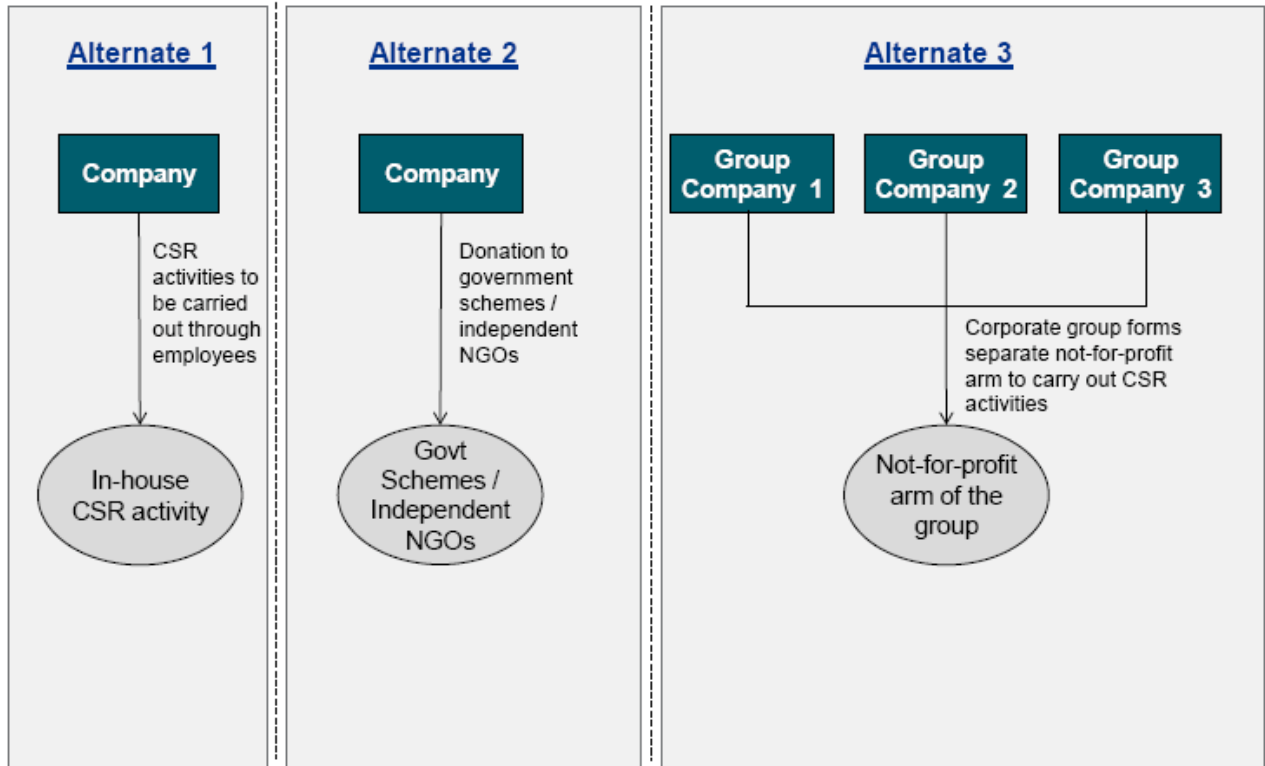 Alternate 1
Company
CSR
activities to
be carried
out through
employees
In-house
CSR activity
Alternate 2
Company
Donation to
government
schemes /
independent
NGOs
Govt
Schemes /
Independent
NGOs
Alternate 3
Group
Company 1
Group
Company 2
Group
Company 3
Corporate group forms
separate not-for-profit
arm to carry out CSR
activities
Not-for-profit
arm of the
group